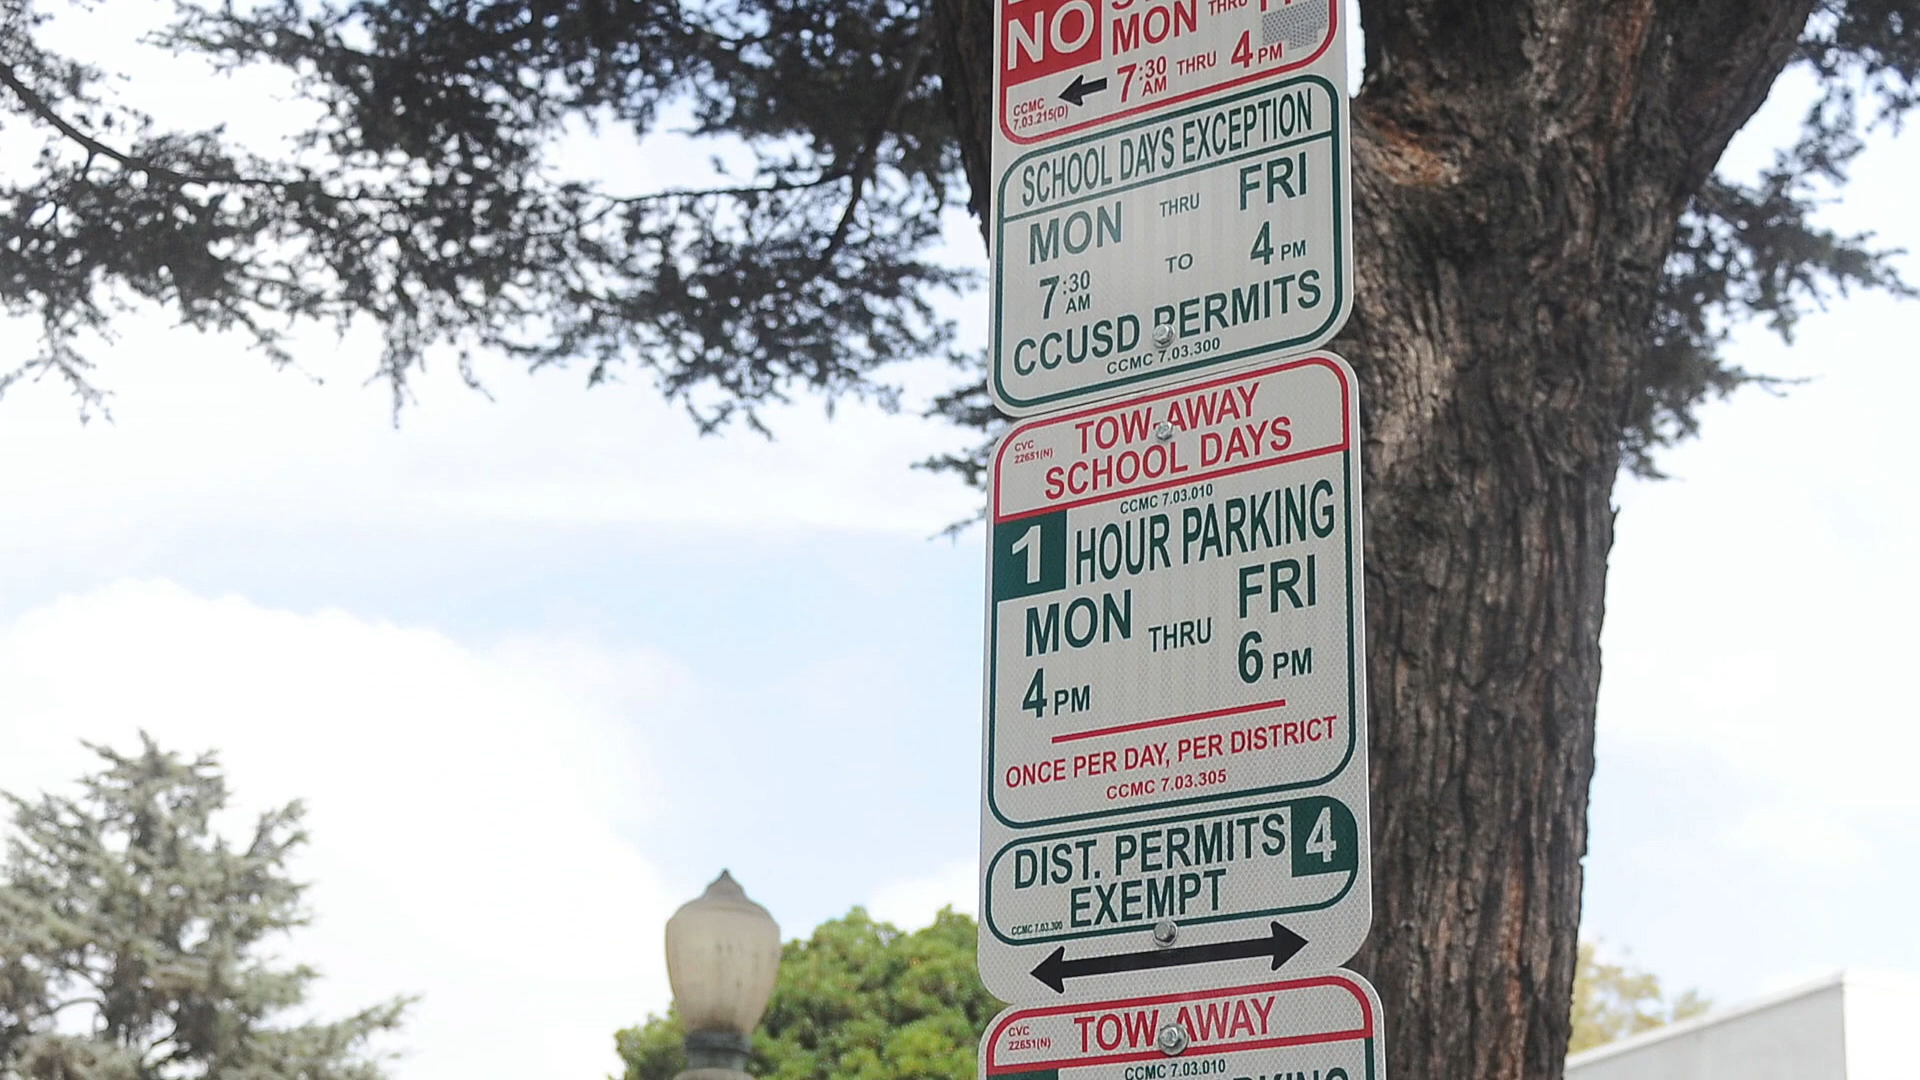 NO
MON THRU
7:30 AM THRU 4 PM
CCMC
7.03.215(D)
SCHOOL DAYS EXCEPTION
MON THRU FRI
7:30 AM TO 4 PM
CCUSD PERMITS
CCMC 7.03.300
CVC
22651(N)
TOW-AWAY
SCHOOL DAYS
CCMC 7.03.010
1 HOUR PARKING
MON THRU FRI
4 PM 6 PM
ONCE PER DAY, PER DISTRICT
CCMC 7.03.305
DIST. PERMITS 4
EXEMPT
CCMC 7.03.300
CVC
22651(N)
TOW-AWAY
CCMC 7.03.010